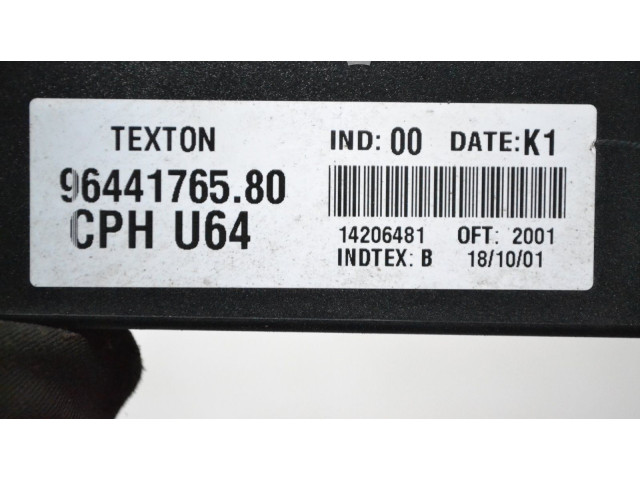 TEXTON
96441765.80
CPH U64
IND: 00 DATE:K1
14206481 OFT: 2001
INDTEX: B 18/10/01